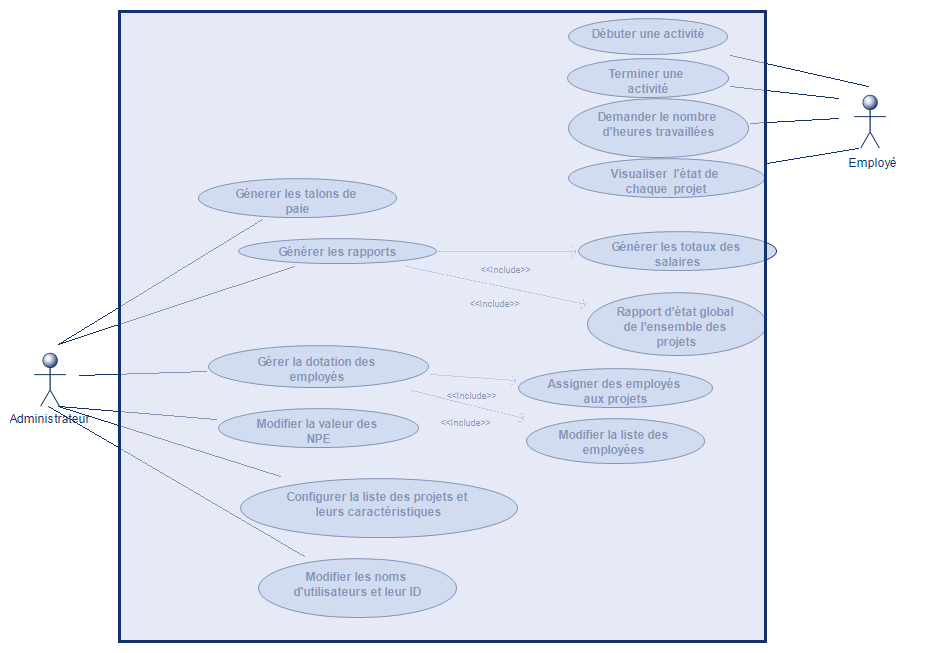 Débuter une activité
Terminer une
activité
Demander le nombre
d'heures travaillées
Employé
Visualiser l'état de
chaque projet
Génerer les talons de
paie
Générer les rapports
Générer les totaux des
salaires
<<Include>>
<<Include>>
Rapport d'état global
de l'ensemble des
projets
Gérer la dotation des
employés
Assigner des employés
aux projets
<<Include>>
Administrateur
Modifier la valeur des
NPE
<<Include>>
Modifier la liste des
employées
Configurer la liste des projets et
leurs caractéristiques
Modifier les noms
d'utilisateurs et leur ID